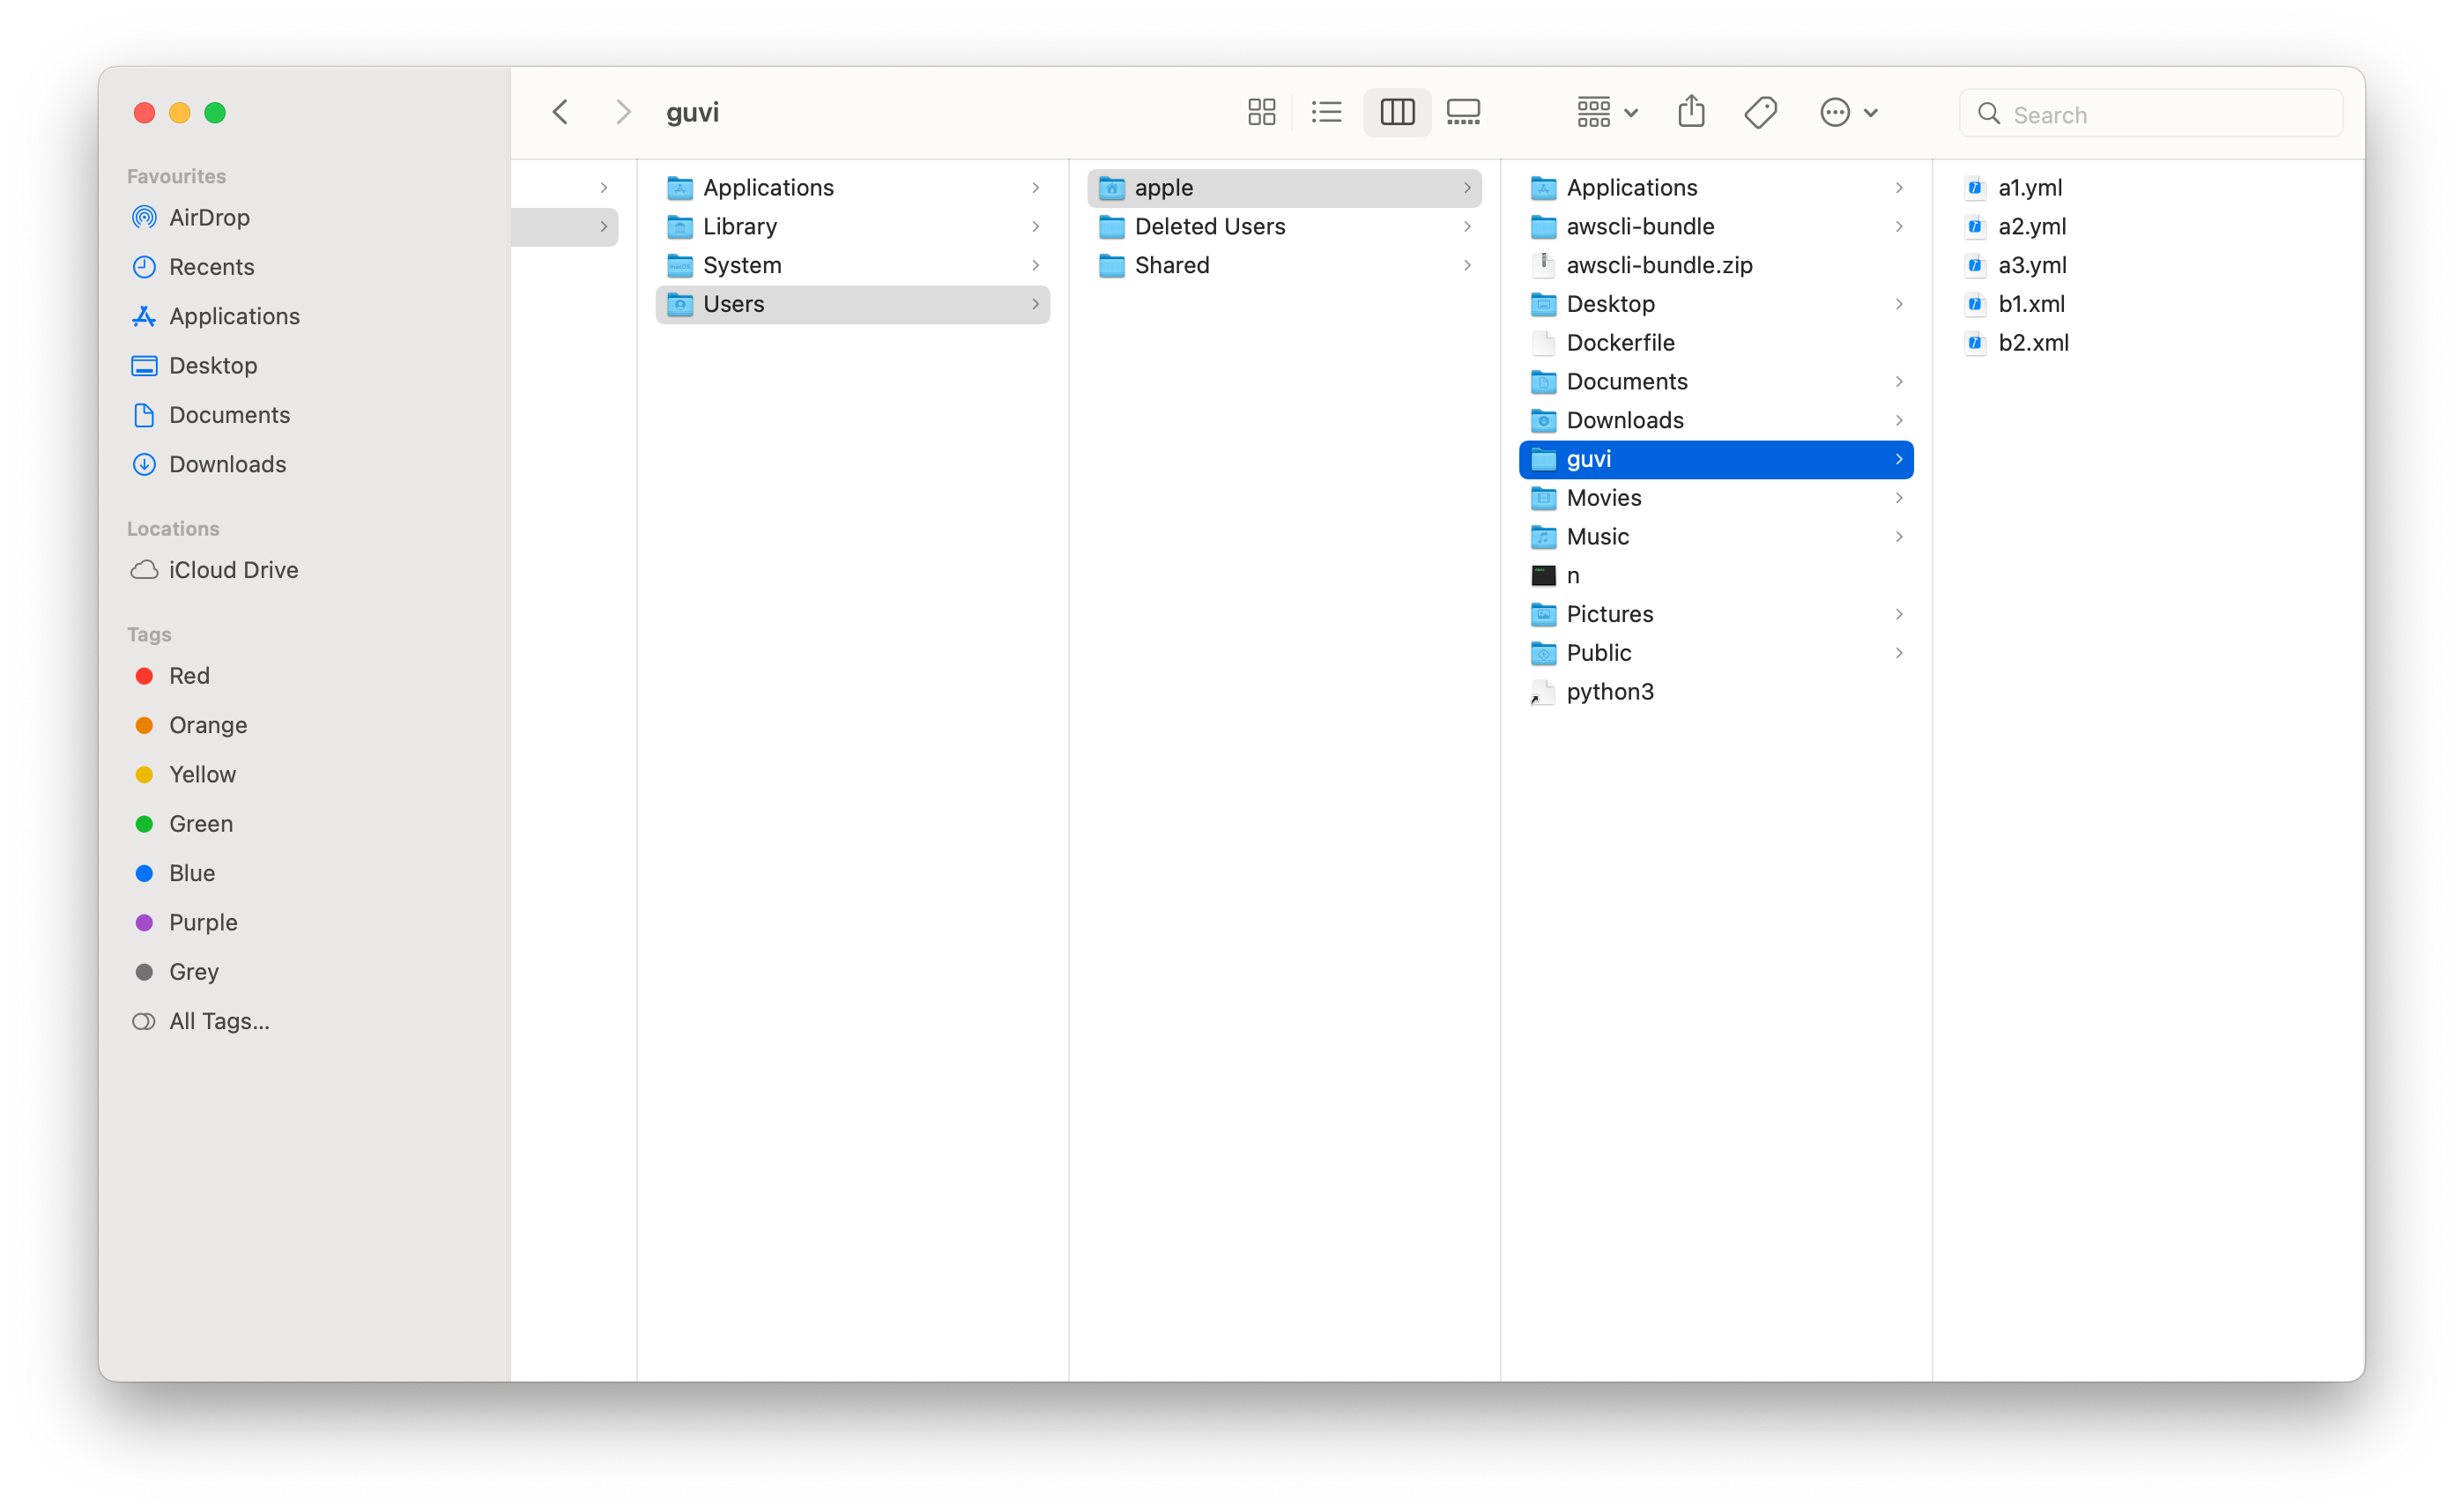 guvi
Search
Favourites
AirDrop
Recents
Applications
Desktop
Documents
Downloads
Locations
iCloud Drive
Tags
Red
Orange
Yellow
Green
Blue
Purple
Grey
All Tags...
Applications
Library
System
Users
apple
Deleted Users
Shared
Applications
awscli-bundle
awscli-bundle.zip
Desktop
Dockerfile
Documents
Downloads
guvi
Movies
Music
n
Pictures
Public
python3
a1.yml
a2.yml
a3.yml
b1.xml
b2.xml